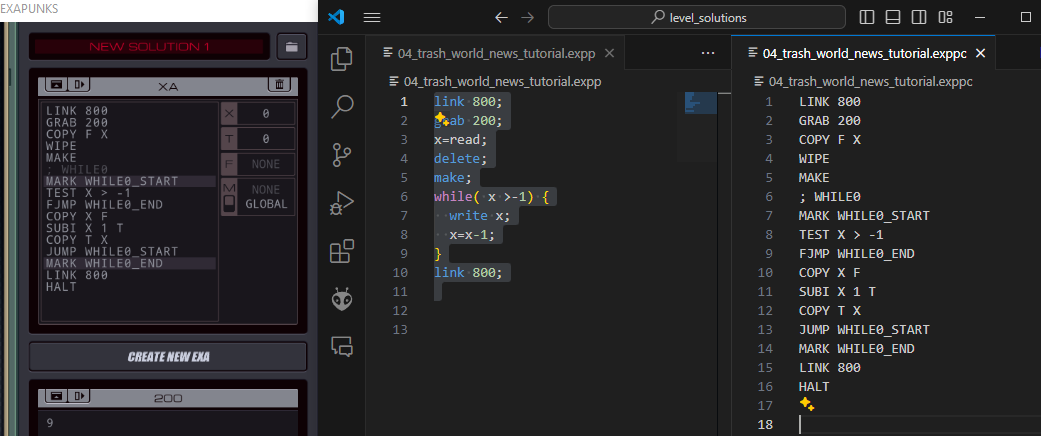 EXAPUNKS
NEW SOLUTION 1
XA
LINK 800
GRAB 200
COPY F X
WIPE
MAKE
; WHILE0
MARK WHILE0_START
TEST X > -1
FJMP WHILE0_END
COPY X F
SUBI X 1 T
COPY T X
JUMP WHILE0_START
MARK WHILE0_END
LINK 800
HALT
X 0
T 0
F NONE
M NONE
GLOBAL
CREATE NEW EXA
200
9
level_solutions
04_trash_world_news_tutorial.expp
04_trash_world_news_tutorial.expp
1 link 800;
2 ab 200;
3 x=read;
4 delete;
5 make;
6 while( x >-1) {
7 write x;
8 x=x-1;
9 }
10 link 800;
11
12
13
04_trash_world_news_tutorial.exppc
04_trash_world_news_tutorial.exppc
1 LINK 800
2 GRAB 200
3 COPY F X
4 WIPE
5 MAKE
6 ; WHILE0
7 MARK WHILE0_START
8 TEST X > -1
9 FJMP WHILE0_END
10 COPY X F
11 SUBI X 1 T
12 COPY T X
13 JUMP WHILE0_START
14 MARK WHILE0_END
15 LINK 800
16 HALT
17
18